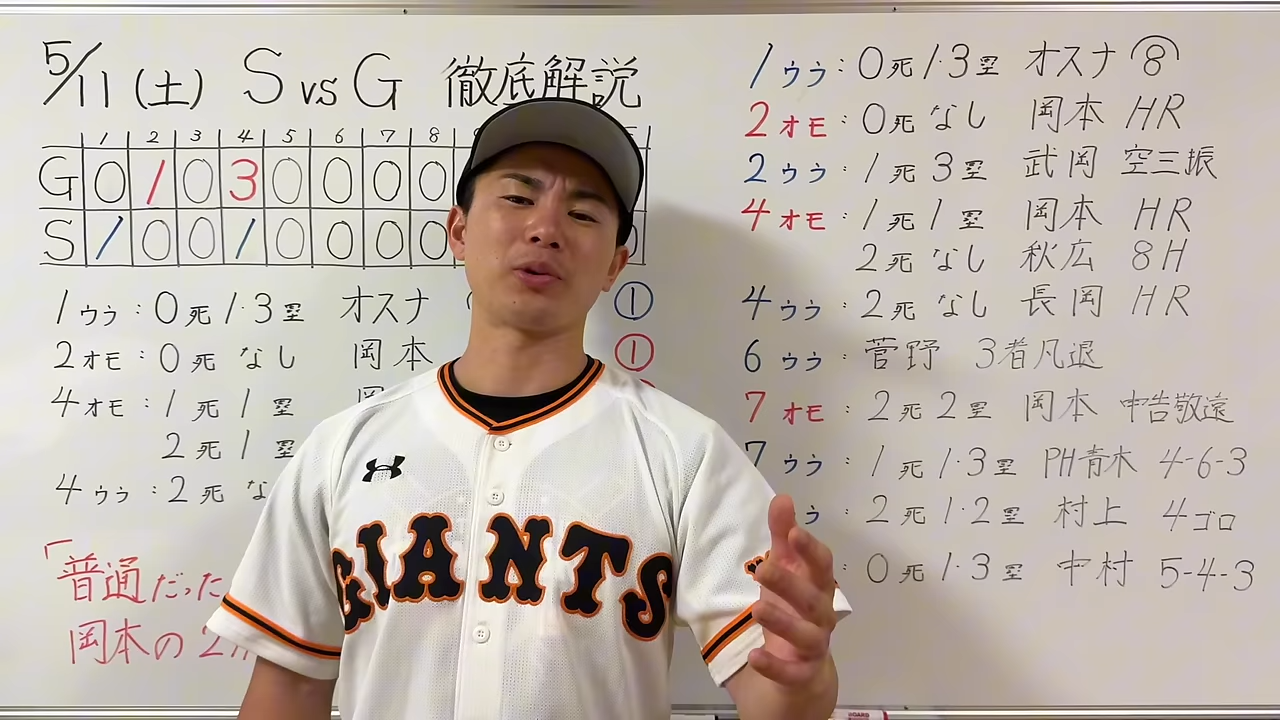 5/11(土) S vs G 徹底解説
1 2 3 4 5 6 7 8
G 0 1 0 3 0 0 0 0
S 1 0 0 1 0 0 0 0
1ウラ:0死1・3塁 オスナ ①
2オモ:0死なし 岡本 ①
4オモ:1死1塁
2死1塁
4ウラ:2死な
「普通だった
岡本の2
1ウラ:0死1・3塁 オスナ 8
2オモ:0死なし 岡本 HR
2ウラ:1死3塁 武岡 空三振
4オモ:1死1塁 岡本 HR
2死なし 秋広 8H
4ウラ:2死なし 長岡 HR
6ウラ:菅野 3者凡退
7オモ:2死2塁 岡本 申告敬遠
7ウラ:1死1・3塁 PH青木 4-6-3
ラ:2死1・2塁 村上 4ゴロ
:0死1・3塁 中村 5-4-3
GIANTS